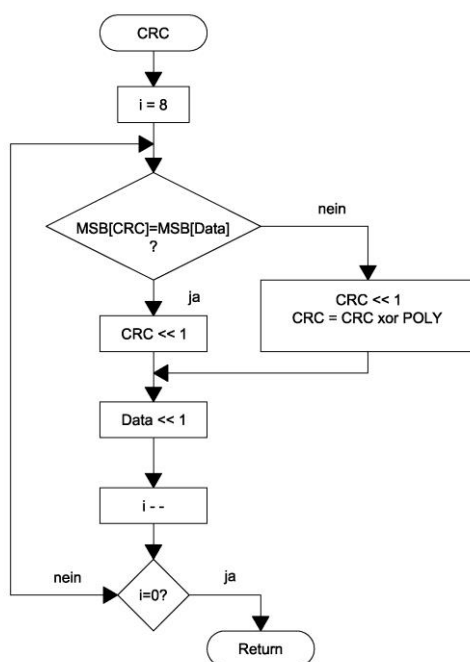 CRC
i = 8
MSB[CRC]=MSB[Data]
?
nein
ja
CRC << 1
CRC << 1
CRC = CRC xor POLY
Data << 1
i - -
nein
i=0?
ja
Return